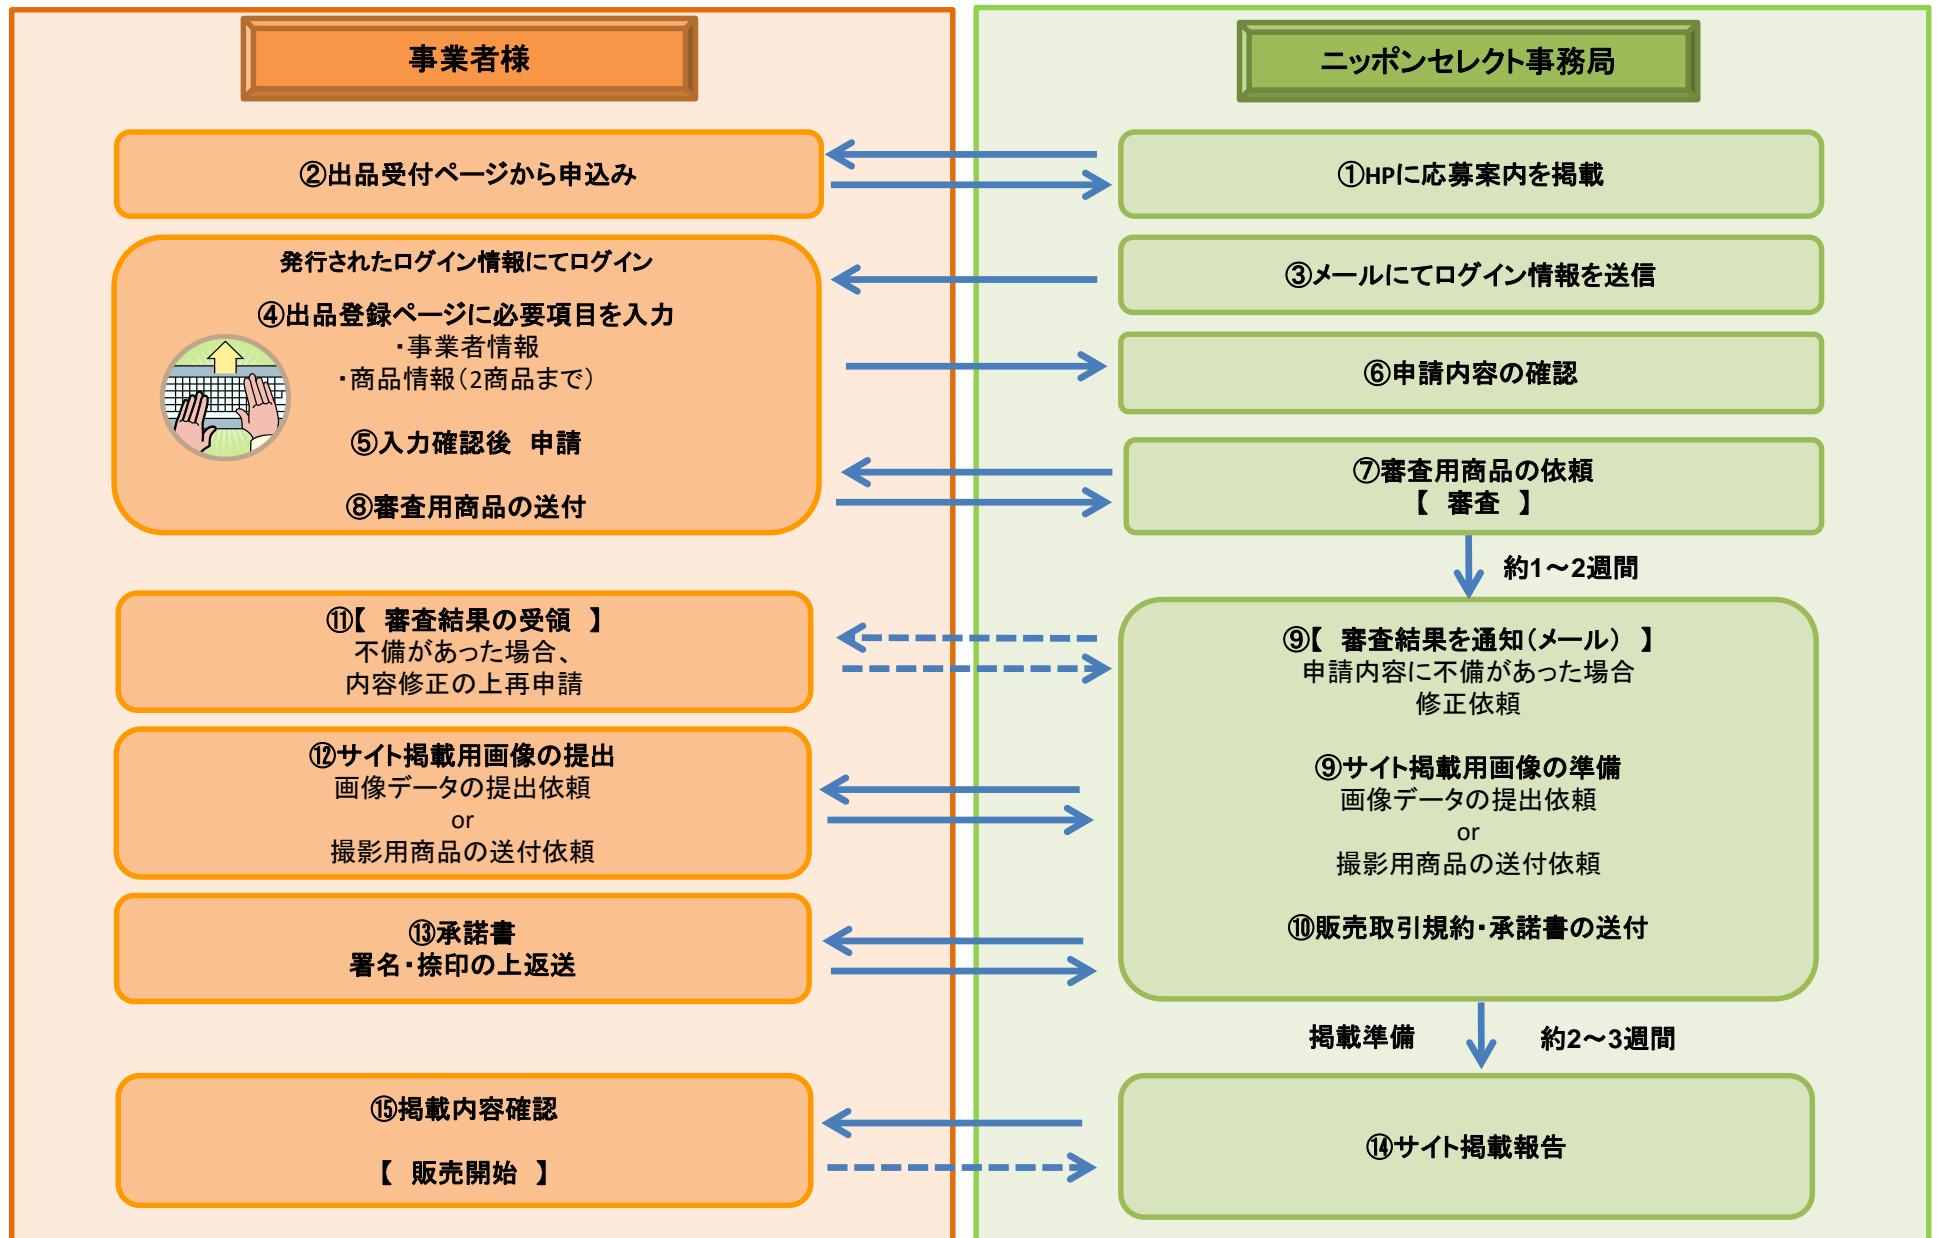 事業者様
ニッポンセレクト事務局
②出品受付ページから申込み
①HPに応募案内を掲載
発行されたログイン情報にてログイン
④出品登録ページに必要項目を入力
・事業者情報
・商品情報（2商品まで）
⑤入力確認後　申請
⑧審査用商品の送付
③メールにてログイン情報を送信
⑥申請内容の確認
⑦審査用商品の依頼
【　審査　】
約1～2週間
⑪【　審査結果の受領　】
不備があった場合、
内容修正の上再申請
⑨【　審査結果を通知（メール）　】
申請内容に不備があった場合
修正依頼
⑨サイト掲載用画像の準備
画像データの提出依頼
or
撮影用商品の送付依頼
⑩販売取引規約・承諾書の送付
⑫サイト掲載用画像の提出
画像データの提出依頼
or
撮影用商品の送付依頼
⑬承諾書
署名・捺印の上返送
掲載準備
約2～3週間
⑮掲載内容確認
【　販売開始　】
⑭サイト掲載報告